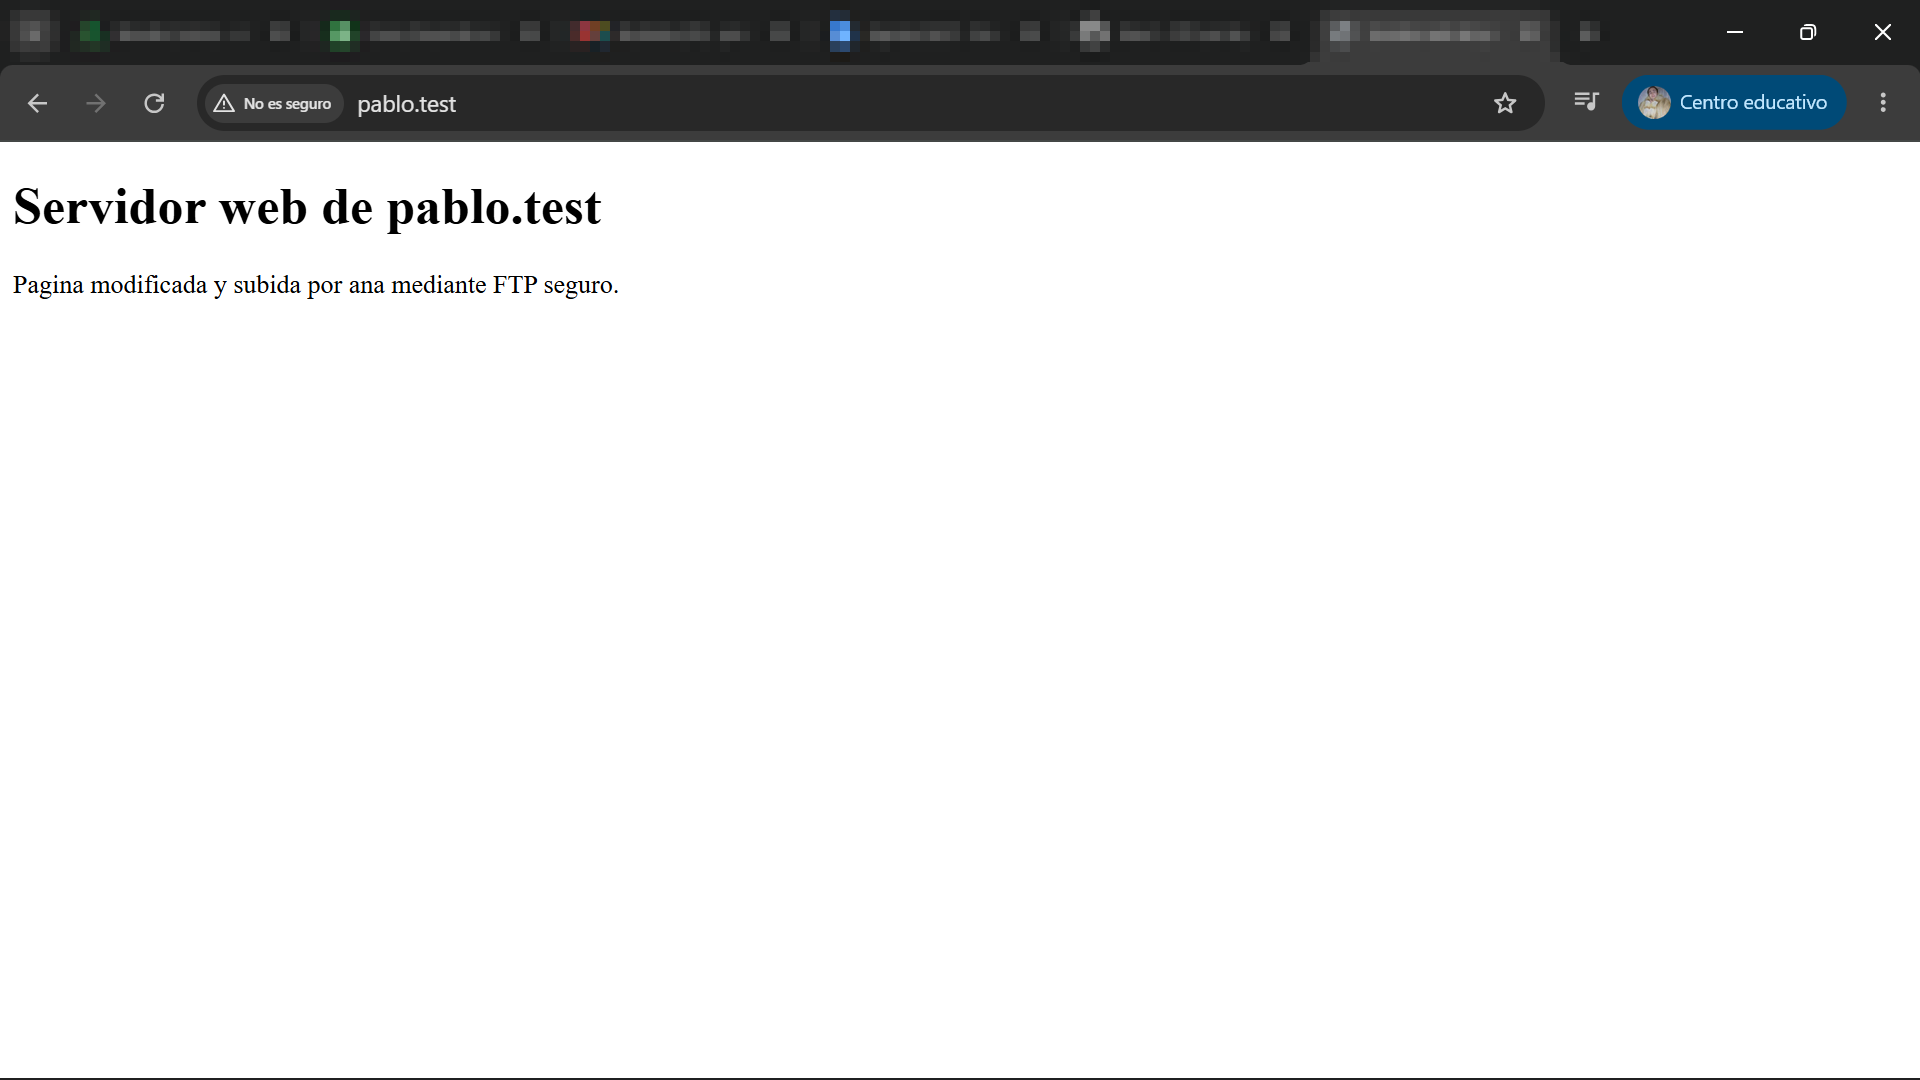 No es seguro
pablo.test
Centro educativo
Servidor web de pablo.test
Pagina modificada y subida por ana mediante FTP seguro.